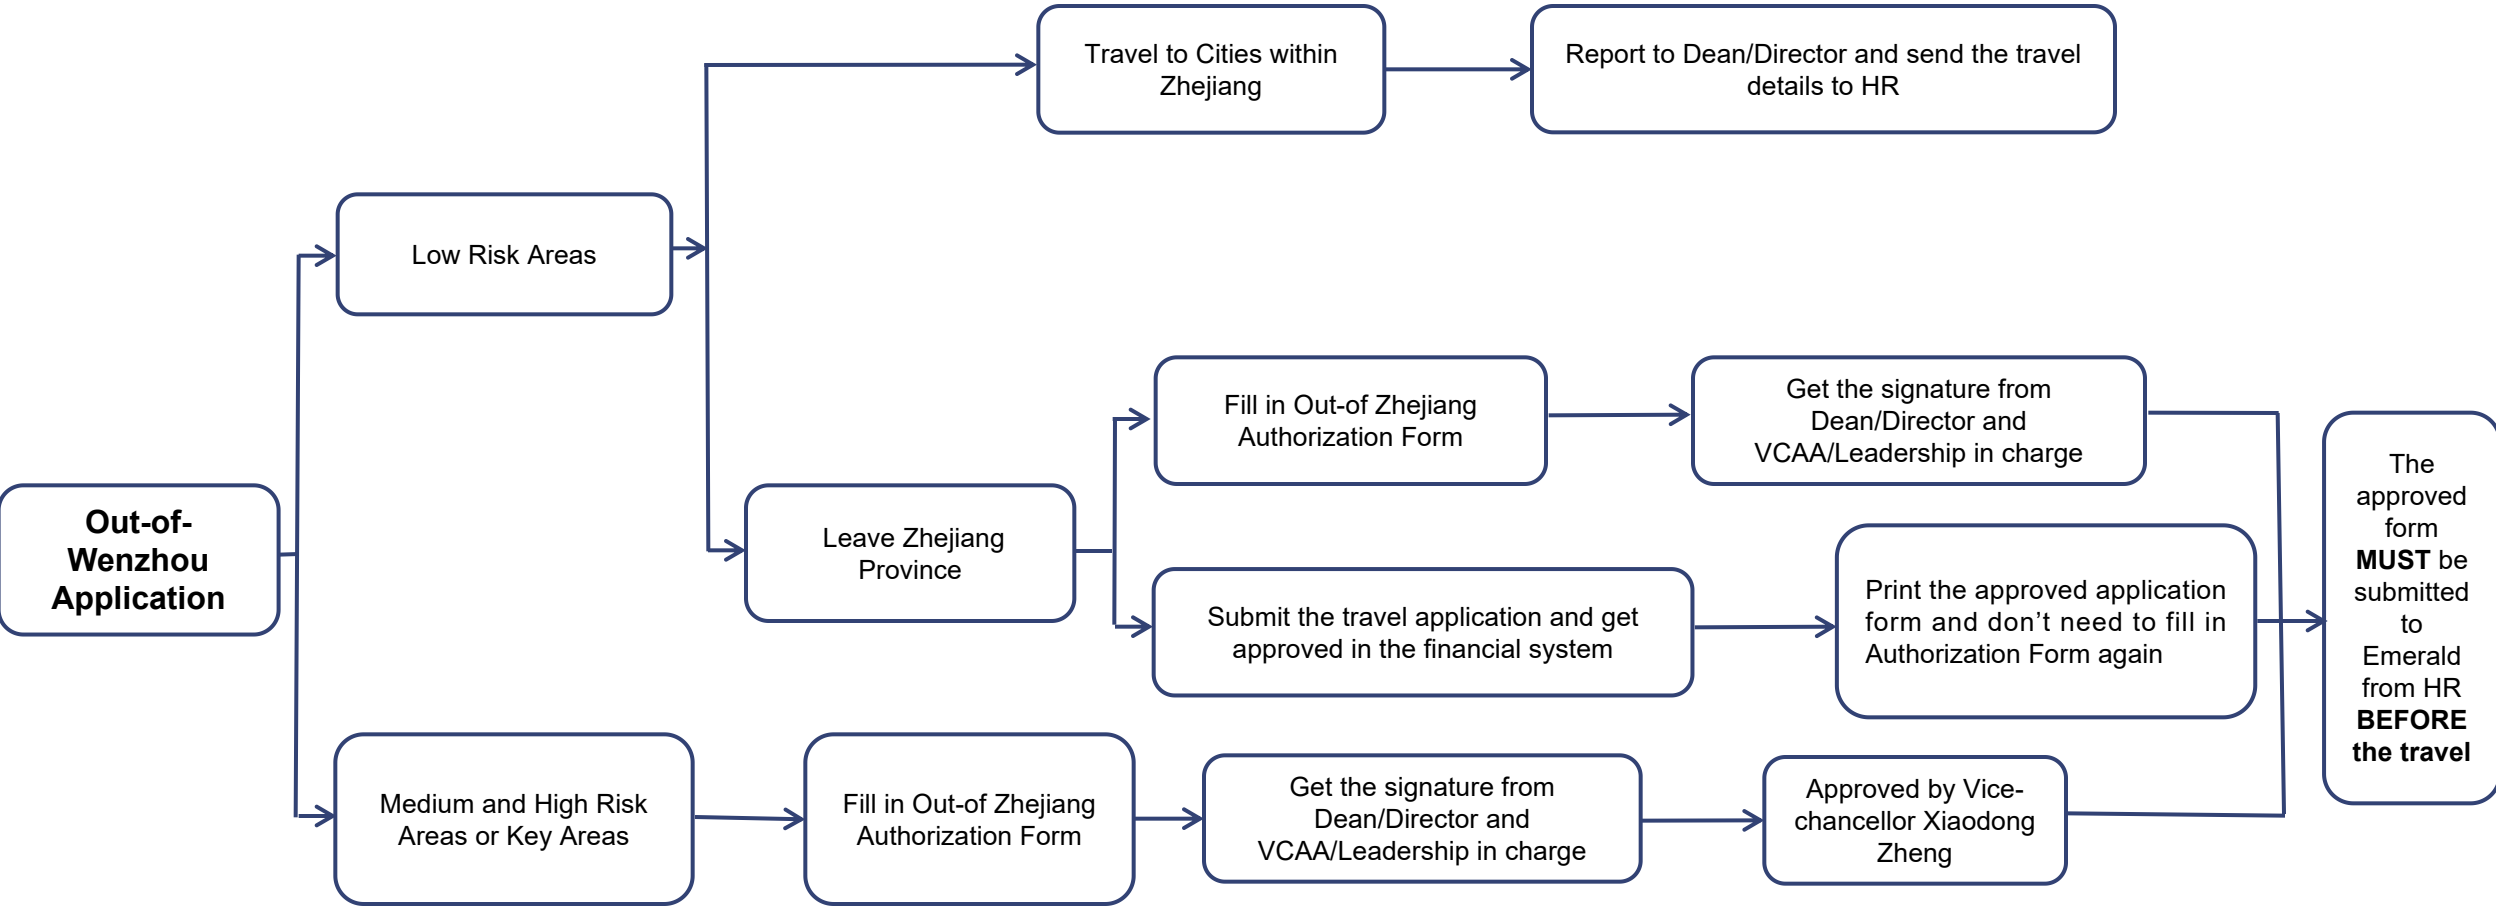 Travel to Cities within
Zhejiang
Report to Dean/Director and send the travel
details to HR
Low Risk Areas
Fill in Out-of Zhejiang
Authorization Form
Get the signature from
Dean/Director and
VCAA/Leadership in charge
Out-of-
Wenzhou
Application
Leave Zhejiang
Province
Submit the travel application and get
approved in the financial system
Print the approved application
form and don’t need to fill in
Authorization Form again
Medium and High Risk
Areas or Key Areas
Fill in Out-of Zhejiang
Authorization Form
Get the signature from
Dean/Director and
VCAA/Leadership in charge
Approved by Vice-
chancellor Xiaodong
Zheng
The
approved
form
MUST be
submitted
to
Emerald
from HR
BEFORE
the travel